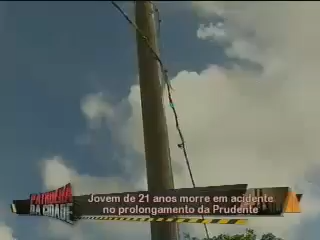 Jovem de 21 anos morre em acidente
no prolongamento da Prudente
PATRULHA
DA CIDADE